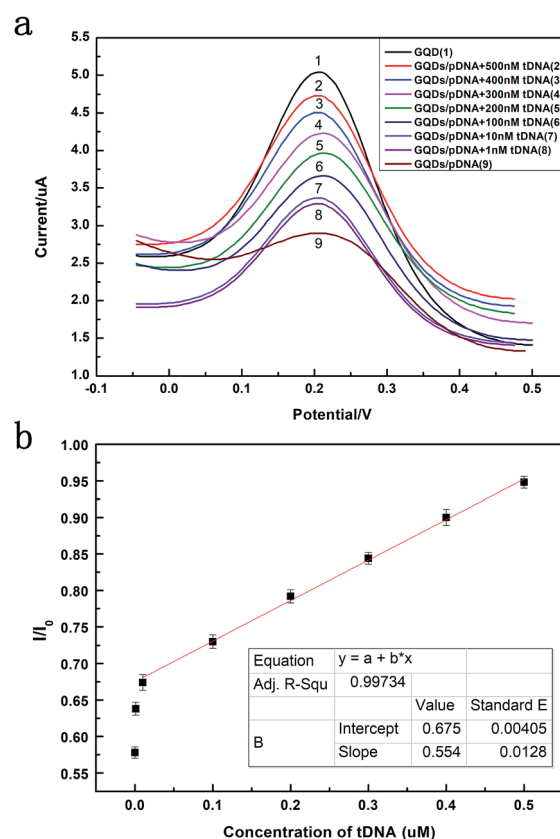 a
5.5
5.0
4.5
4.0
3.5
3.0
2.5
2.0
1.5
1.0
Current/uA
1
2
3
4
5
6
7
8
9
GQD(1)
GQDs/pDNA+500nM tDNA(2
GQDs/pDNA+400nM tDNA(3
GQDs/pDNA+300nM tDNA(4
GQDs/pDNA+200nM tDNA(5
GQDs/pDNA+100nM tDNA(6
GQDs/pDNA+10nM tDNA(7)
GQDs/pDNA+1nM tDNA(8)
GQDs/pDNA(9)
-0.1 0.0 0.1 0.2 0.3 0.4 0.5
Potential/V
b
1.00
0.95
0.90
0.85
0.80
0.75
0.70
0.65
0.60
0.55
I/I0
Equation y = a + b*x
Adj. R-Squ 0.99734
Value Standard E
B Intercept 0.675 0.00405
Slope 0.554 0.0128
0.0 0.1 0.2 0.3 0.4 0.5
Concentration of tDNA (uM)